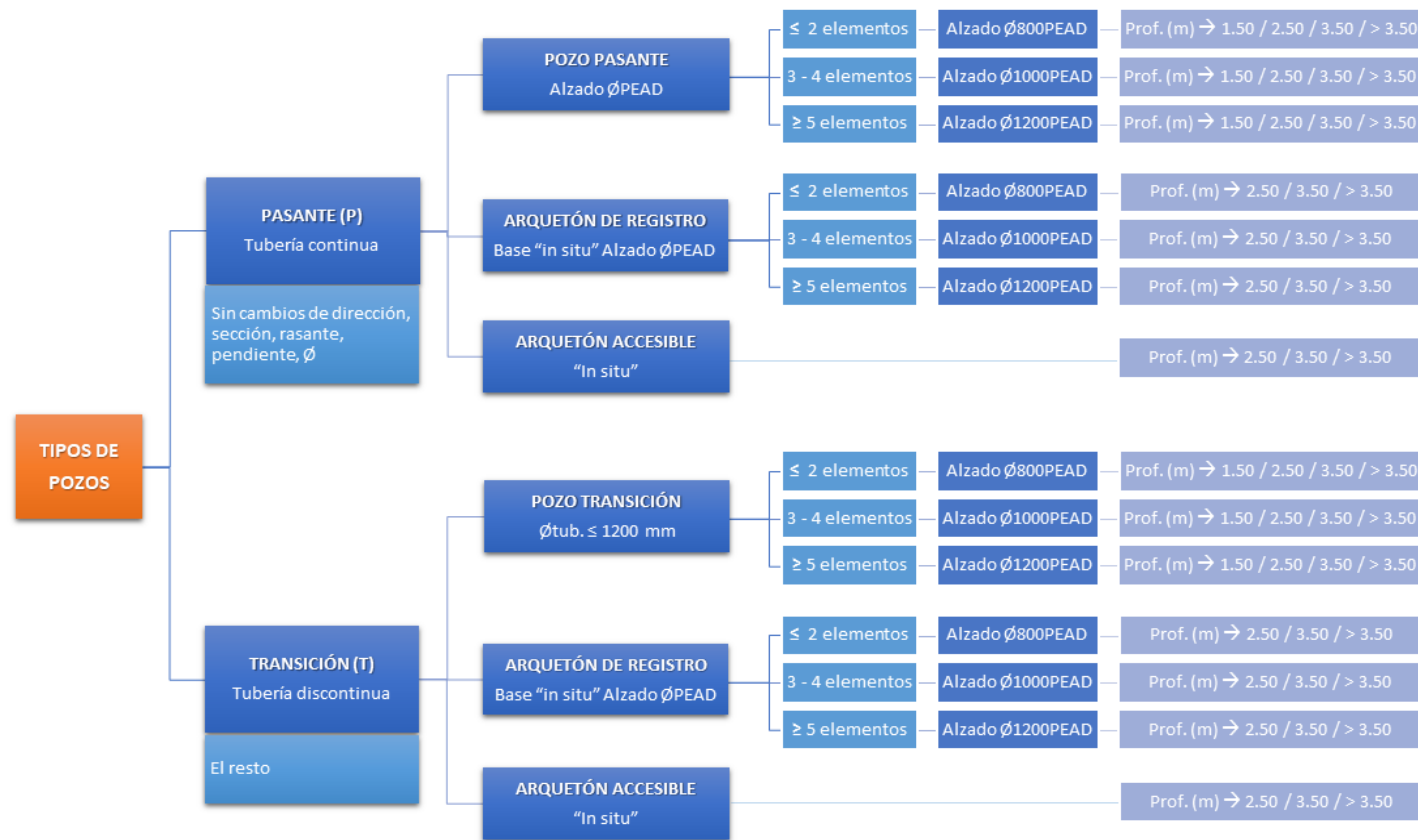 TIPOS DE
POZOS
PASANTE (P)
Tubería continua
Sin cambios de dirección,
sección, rasante,
pendiente, Ø
POZO PASANTE
Alzado ØPEAD
≤ 2 elementos
Alzado Ø800PEAD
Prof. (m) → 1.50 / 2.50 / 3.50 / > 3.50
3 - 4 elementos
Alzado Ø1000PEAD
Prof. (m) → 1.50 / 2.50 / 3.50 / > 3.50
≥ 5 elementos
Alzado Ø1200PEAD
Prof. (m) → 1.50 / 2.50 / 3.50 / > 3.50
ARQUETÓN DE REGISTRO
Base “in situ” Alzado ØPEAD
≤ 2 elementos
Alzado Ø800PEAD
Prof. (m) → 2.50 / 3.50 / > 3.50
3 - 4 elementos
Alzado Ø1000PEAD
Prof. (m) → 2.50 / 3.50 / > 3.50
≥ 5 elementos
Alzado Ø1200PEAD
Prof. (m) → 2.50 / 3.50 / > 3.50
ARQUETÓN ACCESIBLE
“In situ”
Prof. (m) → 2.50 / 3.50 / > 3.50
TRANSICIÓN (T)
Tubería discontinua
El resto
POZO TRANSICIÓN
Øtub. ≤ 1200 mm
≤ 2 elementos
Alzado Ø800PEAD
Prof. (m) → 1.50 / 2.50 / 3.50 / > 3.50
3 - 4 elementos
Alzado Ø1000PEAD
Prof. (m) → 1.50 / 2.50 / 3.50 / > 3.50
≥ 5 elementos
Alzado Ø1200PEAD
Prof. (m) → 1.50 / 2.50 / 3.50 / > 3.50
ARQUETÓN DE REGISTRO
Base “in situ” Alzado ØPEAD
≤ 2 elementos
Alzado Ø800PEAD
Prof. (m) → 2.50 / 3.50 / > 3.50
3 - 4 elementos
Alzado Ø1000PEAD
Prof. (m) → 2.50 / 3.50 / > 3.50
≥ 5 elementos
Alzado Ø1200PEAD
Prof. (m) → 2.50 / 3.50 / > 3.50
ARQUETÓN ACCESIBLE
“In situ”
Prof. (m) → 2.50 / 3.50 / > 3.50